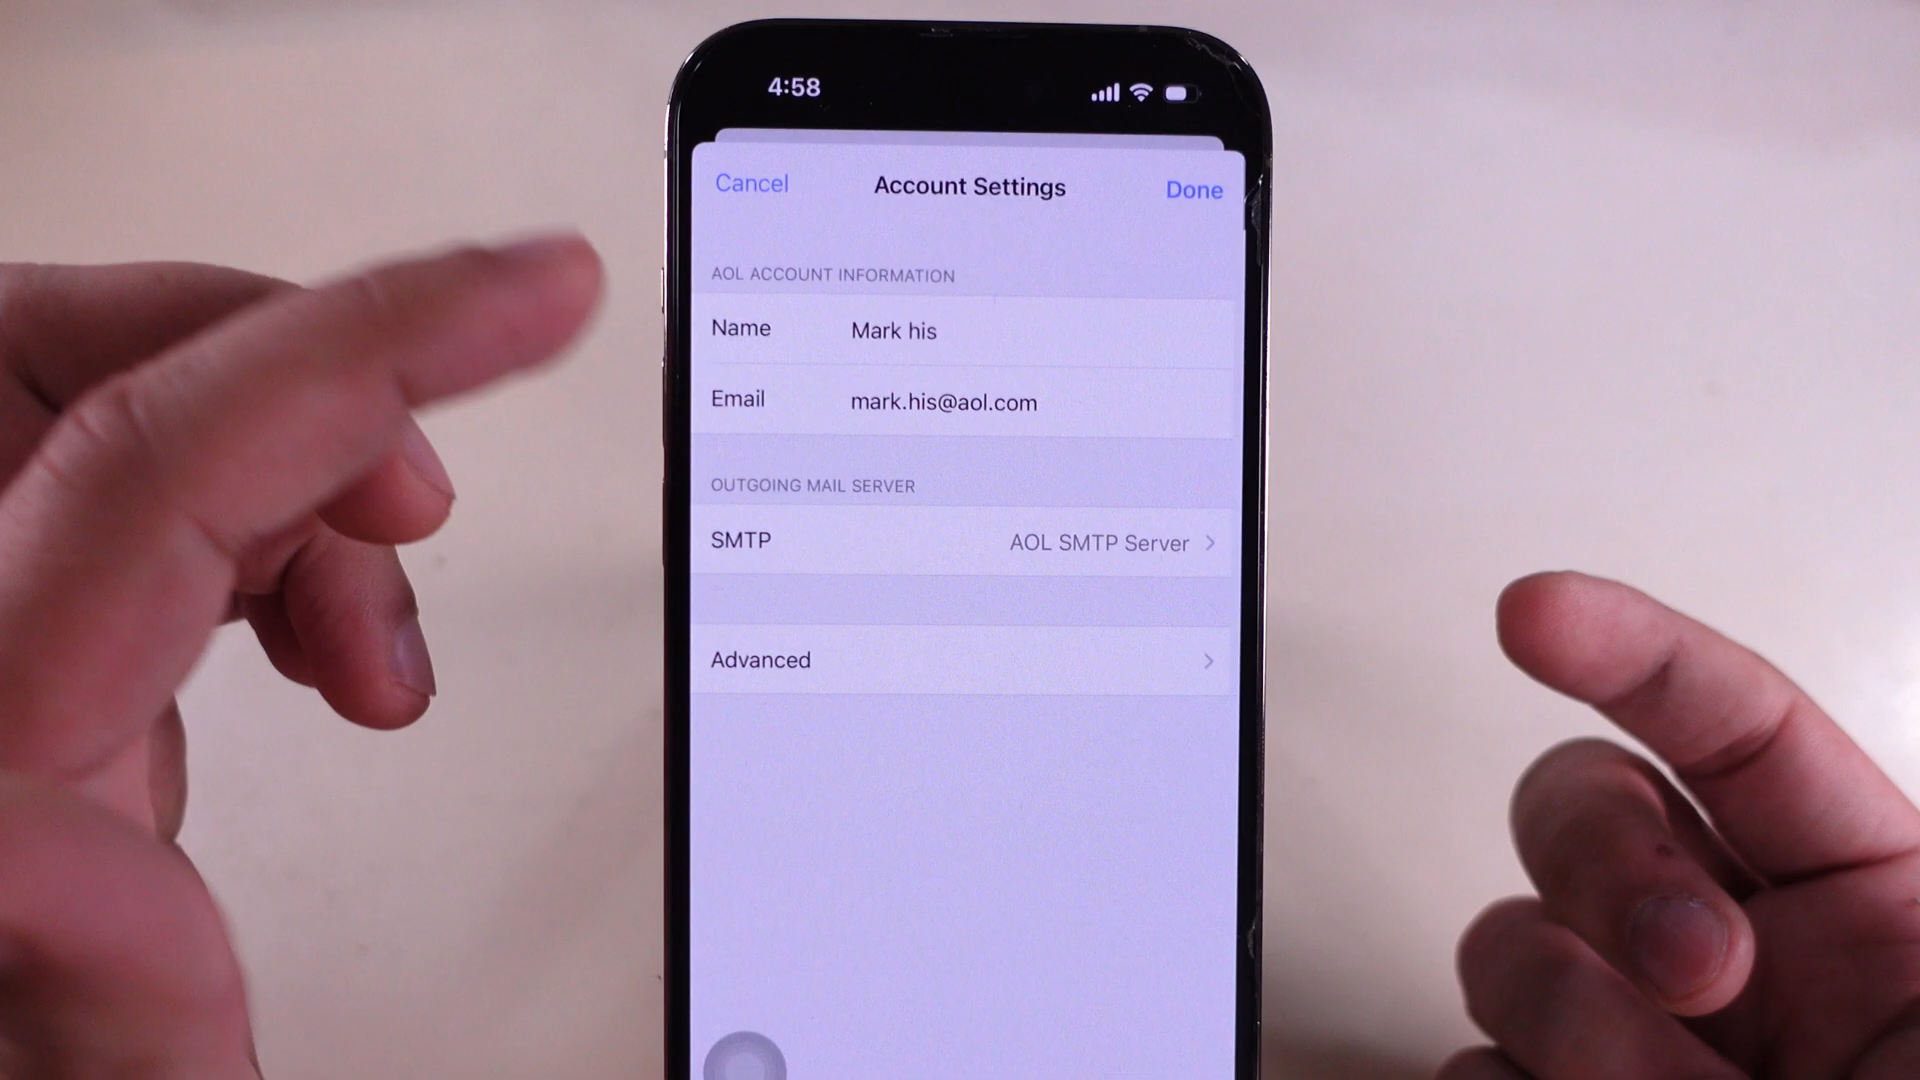 4:58
Cancel Account Settings Done
AOL ACCOUNT INFORMATION
Name Mark his
Email mark.his@aol.com
OUTGOING MAIL SERVER
SMTP AOL SMTP Server
Advanced